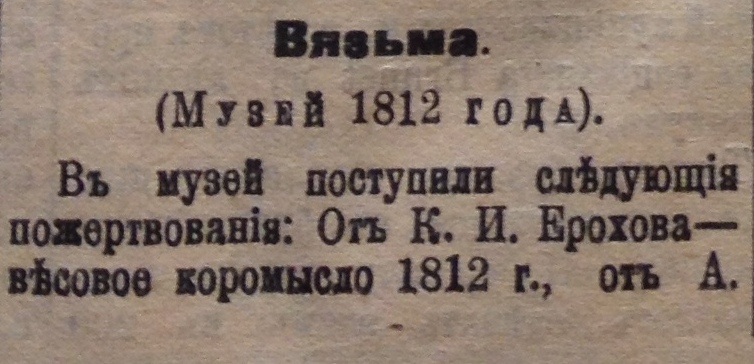 Вязьма.
(Музей 1812 года).
Въ музей поступили слѣдующія
пожертвованія: Отъ К. И. Ерохова—
вѣсовое коромысло 1812 г., отъ А.